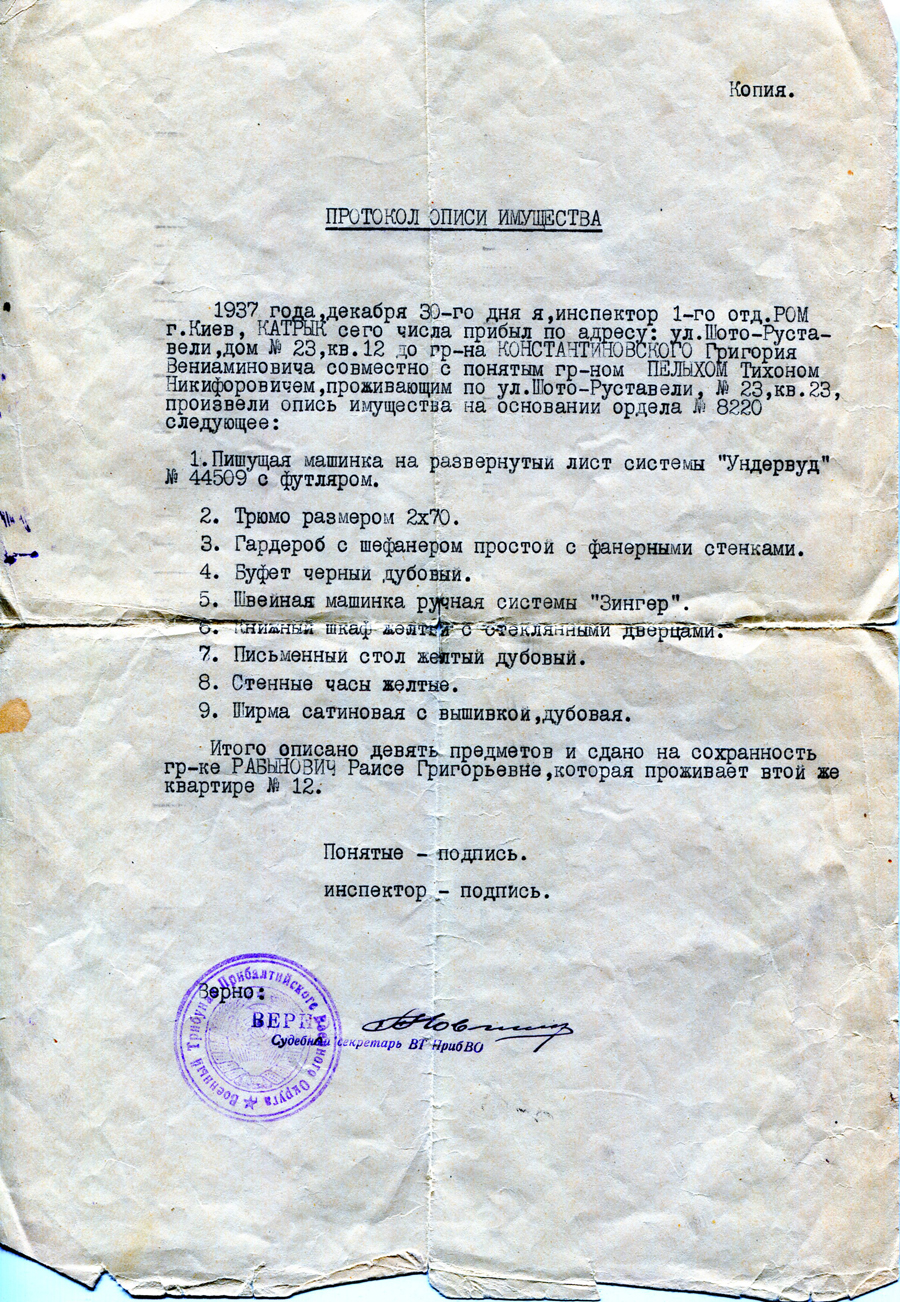 Копия.
ПРОТОКОЛ ОПИСИ ИМУЩЕСТВА
1937 года,декабря 30-го дня я,инспектор 1-го отд.РОМ
г.Киев, КАТРЫК сего числа прибыл по адресу: ул.Шото-Руста-
вели,дом № 23,кв.12 до гр-на КОНСТАНТИНОВСКОГО Григория
Вениаминовича совместно с понятым гр-ном ПЕЛЫХОМ Тихоном
Никифоровичем,проживающим по ул.Шото-Руставели, № 23,кв.23,
произвели опись имущества на основании ордела № 8220
следующее:
1.Пишущая машинка на развернутый лист системы "Ундервуд"
№ 44509 с футляром.
2. Трюмо размером 2х70.
3. Гардероб с шефанером простой с фанерными стенками.
4. Буфет черный дубовый.
5. Швейная машинка ручная системы "Зингер".
6. Книжный шкаф желтый с стеклянными дверцами.
7. Письменный стол желтый дубовый.
8. Стенные часы желтые.
9. Ширма сатиновая с вышивкой,дубовая.
Итого описано девять предметов и сдано на сохранность
гр-ке РАБЫНОВИЧ Раисе Григорьевне,которая проживает втой же
квартире № 12.
Понятые - подпись.
инспектор - подпись.
Верно:
ВЕРН
Судебный секретарь ВТ ПрибВО
Военный Трибунал Прибалтийского Военного Округа